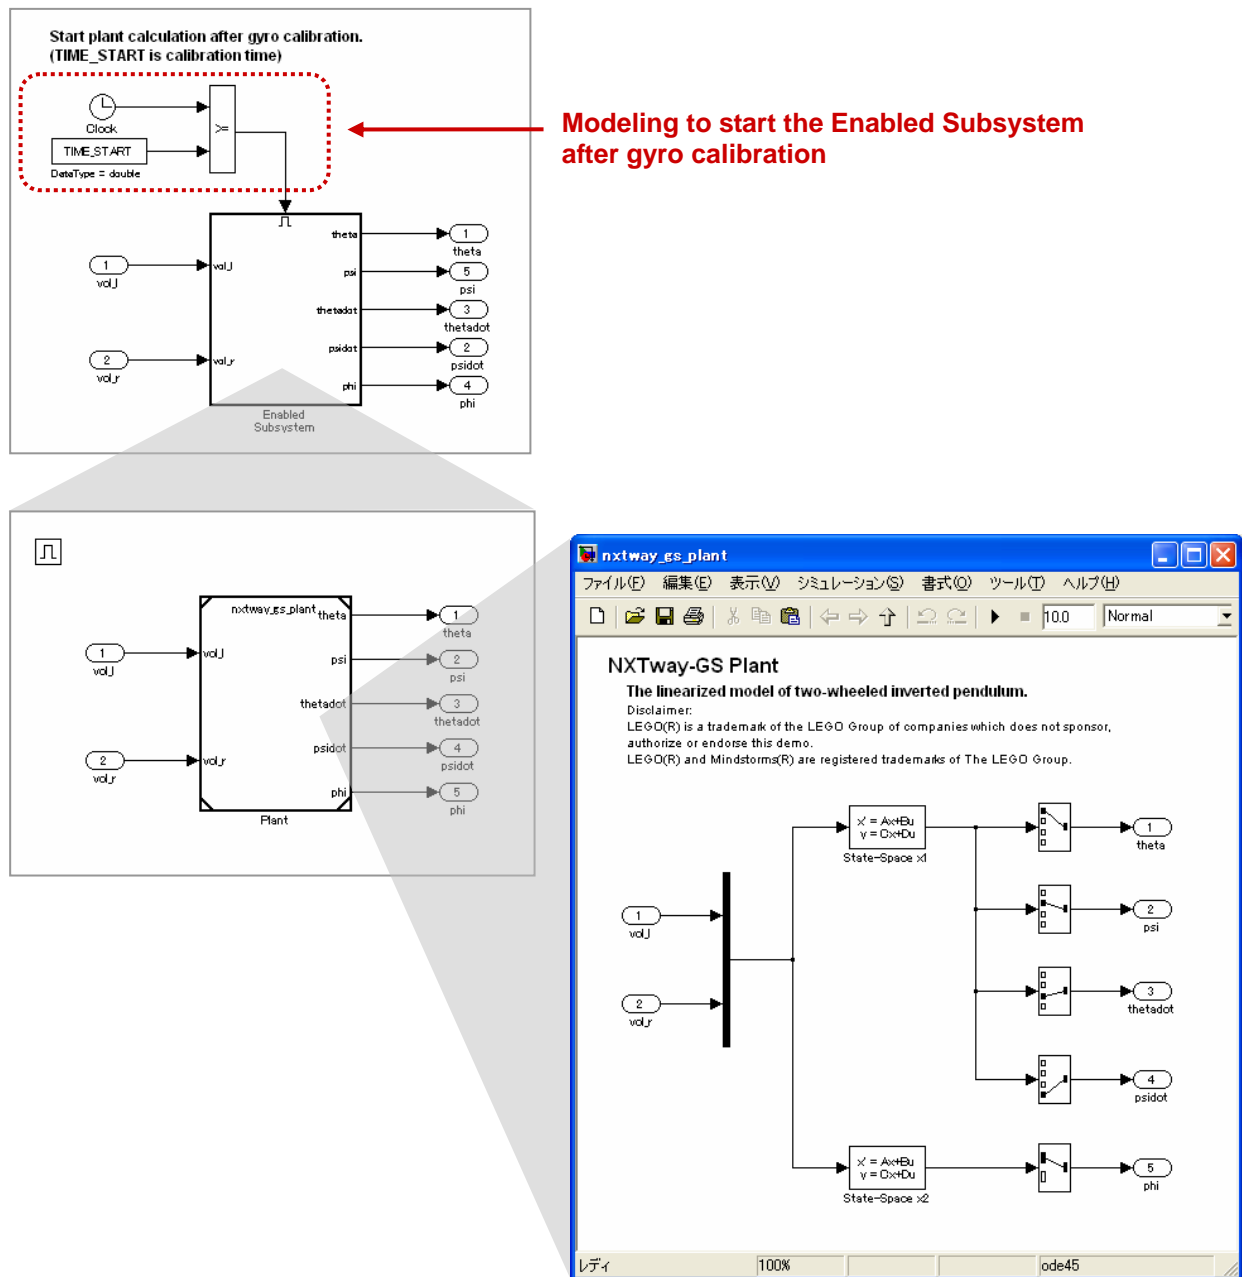 Start plant calculation after gyro calibration.
(TIME_START is calibration time)
Clock
>=
TIME_START
DataType = double
Modeling to start the Enabled Subsystem
after gyro calibration
1
vol_l
2
vol_r
vol_l
vol_r
theta
psi
thetadot
psidot
phi
1
theta
5
psi
3
thetadot
2
psidot
4
phi
Enabled
Subsystem
nxtway_gs_plant
1
vol_l
2
vol_r
vol_l
vol_r
theta
psi
thetadot
psidot
phi
1
theta
2
psi
3
thetadot
4
psidot
5
phi
Plant
nxtway_gs_plant
ファイル(F) 編集(E) 表示(V) シミュレーション(S) 書式(O) ツール(T) ヘルプ(H)
10.0 Normal
NXTway-GS Plant
The linearized model of two-wheeled inverted pendulum.
Disclaimer:
LEGO(R) is a trademark of the LEGO Group of companies which does not sponsor,
authorize or endorse this demo.
LEGO(R) and Mindstorms(R) are registered trademarks of The LEGO Group.
1
vol_l
2
vol_r
x' = Ax+Bu
y = Cx+Du
State-Space x1
1
theta
2
psi
3
thetadot
4
psidot
x' = Ax+Bu
y = Cx+Du
State-Space x2
5
phi
レディ 100% ode45